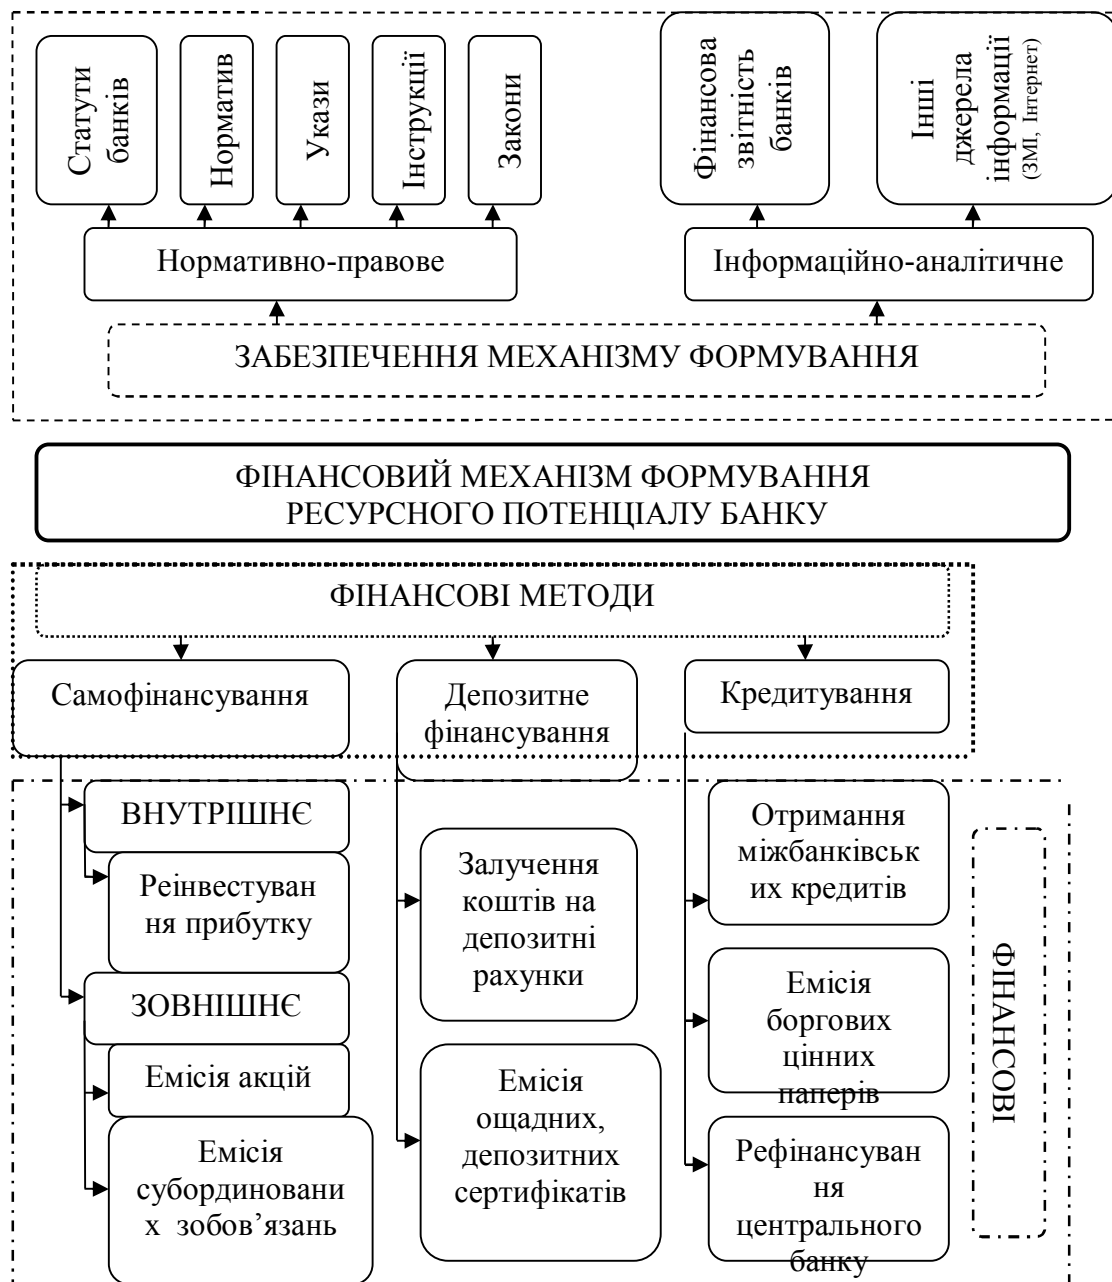 Статути
банків
Норматив
Укази
Інструкції
Закони
Фінансова
звітність
банків
Інші
джерела
інформації
(ЗМІ, Інтернет)
Нормативно-правове
Інформаційно-аналітичне
ЗАБЕЗПЕЧЕННЯ МЕХАНІЗМУ ФОРМУВАННЯ
ФІНАНСОВИЙ МЕХАНІЗМ ФОРМУВАННЯ
РЕСУРСНОГО ПОТЕНЦІАЛУ БАНКУ
ФІНАНСОВІ МЕТОДИ
Самофінансування
Депозитне
фінансування
Кредитування
ВНУТРІШНЄ
Реінвестуван
ня прибутку
ЗОВНІШНЄ
Емісія акцій
Емісія
субординовани
х зобов’язань
Залучення
коштів на
депозитні
рахунки
Емісія
ощадних,
депозитних
сертифікатів
Отримання
міжбанківськ
их кредитів
Емісія
боргових
цінних
паперів
Рефінансуван
ня
центрального
банку
ФІНАНСОВІ